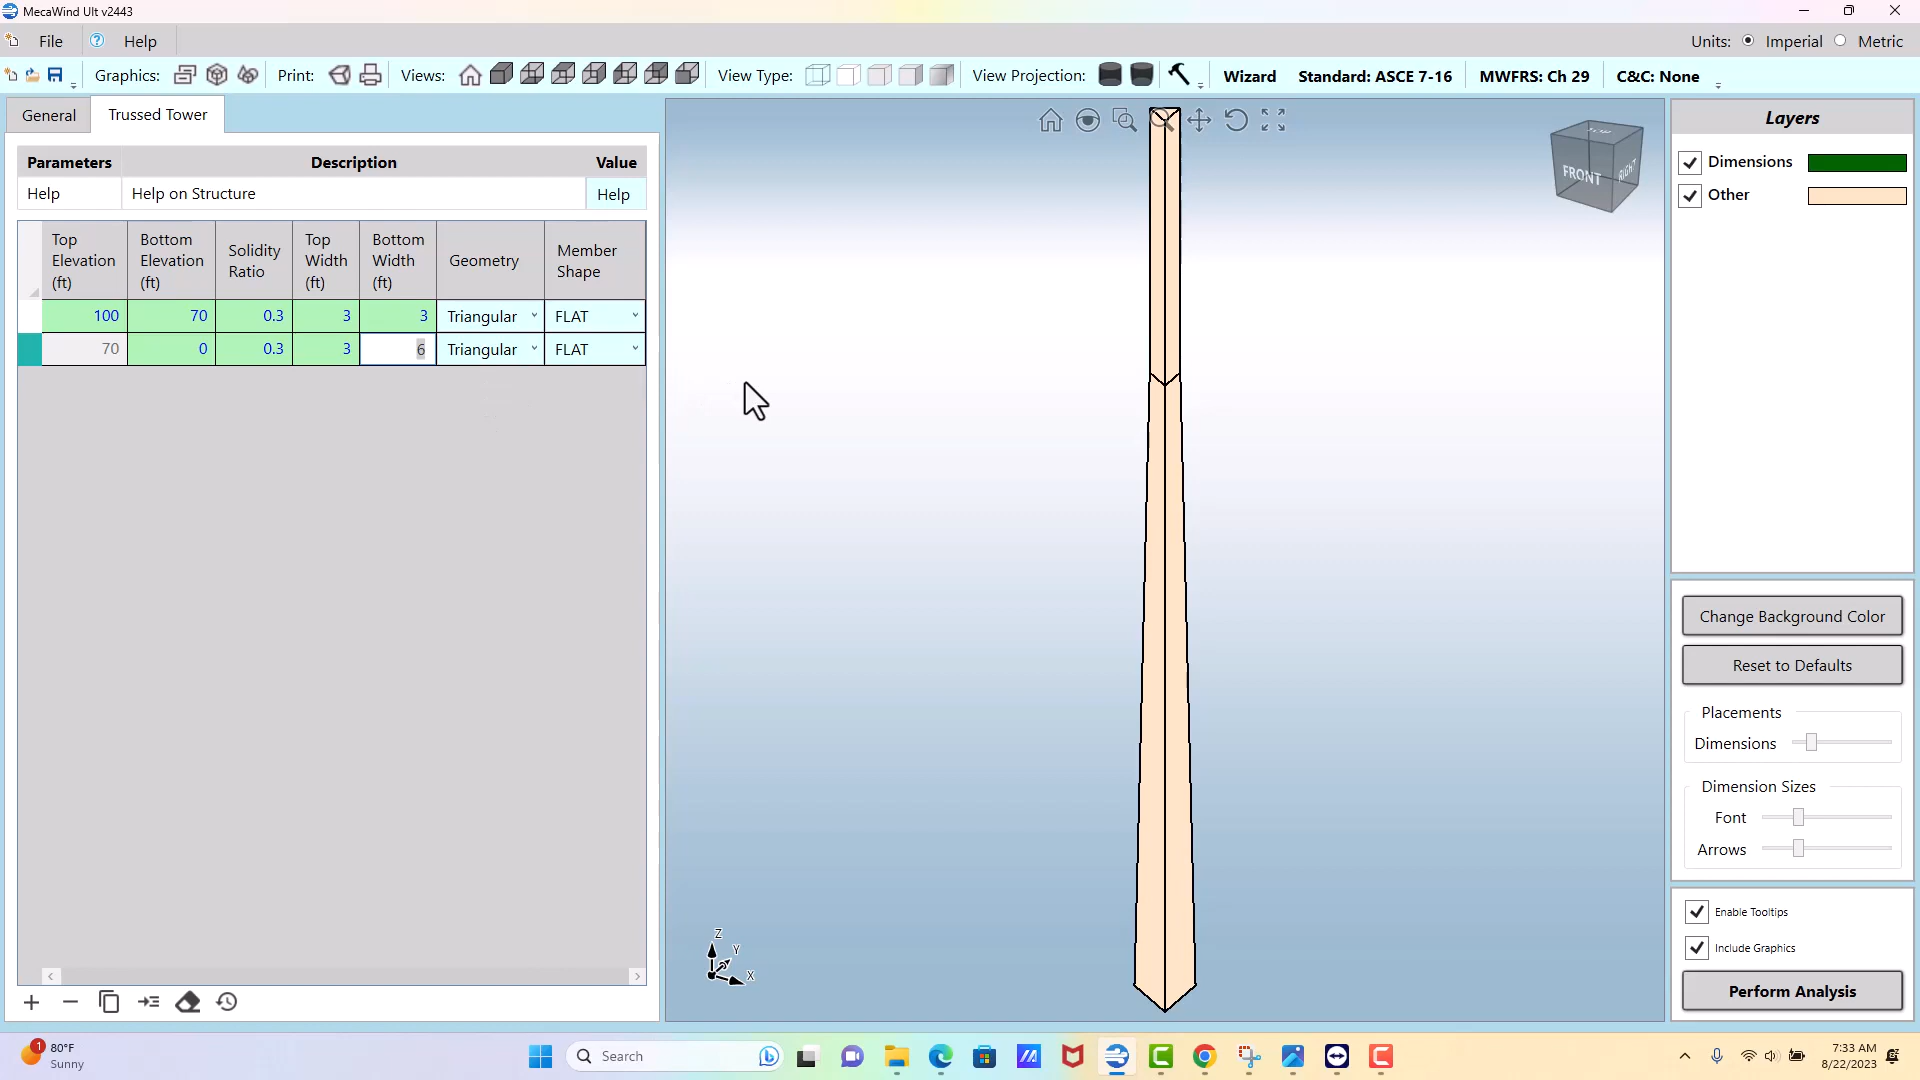 MecaWind Ult v2443
File
Help
Units: Imperial Metric
Graphics: Print: Views: View Type: View Projection: Wizard Standard: ASCE 7-16 MWFRS: Ch 29 C&C: None
General Trussed Tower
Parameters Description Value
Help Help on Structure Help
Top Elevation (ft) Bottom Elevation (ft) Solidity Ratio Top Width (ft) Bottom Width (ft) Geometry Member Shape
100 70 0.3 3 3 Triangular FLAT
70 0 0.3 3 6 Triangular FLAT
TOP
FRONT RIGHT
Z
Y
X
Layers
Dimensions
Other
Change Background Color
Reset to Defaults
Placements
Dimensions
Dimension Sizes
Font
Arrows
Enable Tooltips
Include Graphics
Perform Analysis
1
80°F
Sunny
Search
7:33 AM
8/22/2023